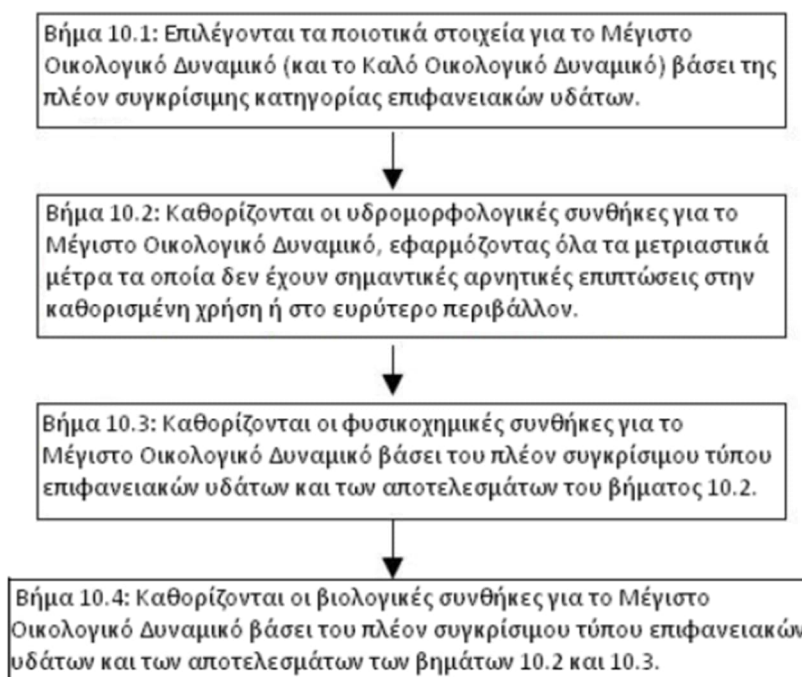 Βήμα 10.1: Επιλέγονται τα ποιοτικά στοιχεία για το Μέγιστο
Οικολογικό Δυναμικό (και το Καλό Οικολογικό Δυναμικό) βάσει της
πλέον συγκρίσιμης κατηγορίας επιφανειακών υδάτων.
Βήμα 10.2: Καθορίζονται οι υδρομορφολογικές συνθήκες για το
Μέγιστο Οικολογικό Δυναμικό, εφαρμόζοντας όλα τα μετριαστικά
μέτρα τα οποία δεν έχουν σημαντικές αρνητικές επιπτώσεις στην
καθορισμένη χρήση ή στο ευρύτερο περιβάλλον.
Βήμα 10.3: Καθορίζονται οι φυσικοχημικές συνθήκες για το
Μέγιστο Οικολογικό Δυναμικό βάσει του πλέον συγκρίσιμου τύπου
επιφανειακών υδάτων και των αποτελεσμάτων του βήματος 10.2.
Βήμα 10.4: Καθορίζονται οι βιολογικές συνθήκες για το Μέγιστο
Οικολογικό Δυναμικό βάσει του πλέον συγκρίσιμου τύπου επιφανειακών
υδάτων και των αποτελεσμάτων των βημάτων 10.2 και 10.3.